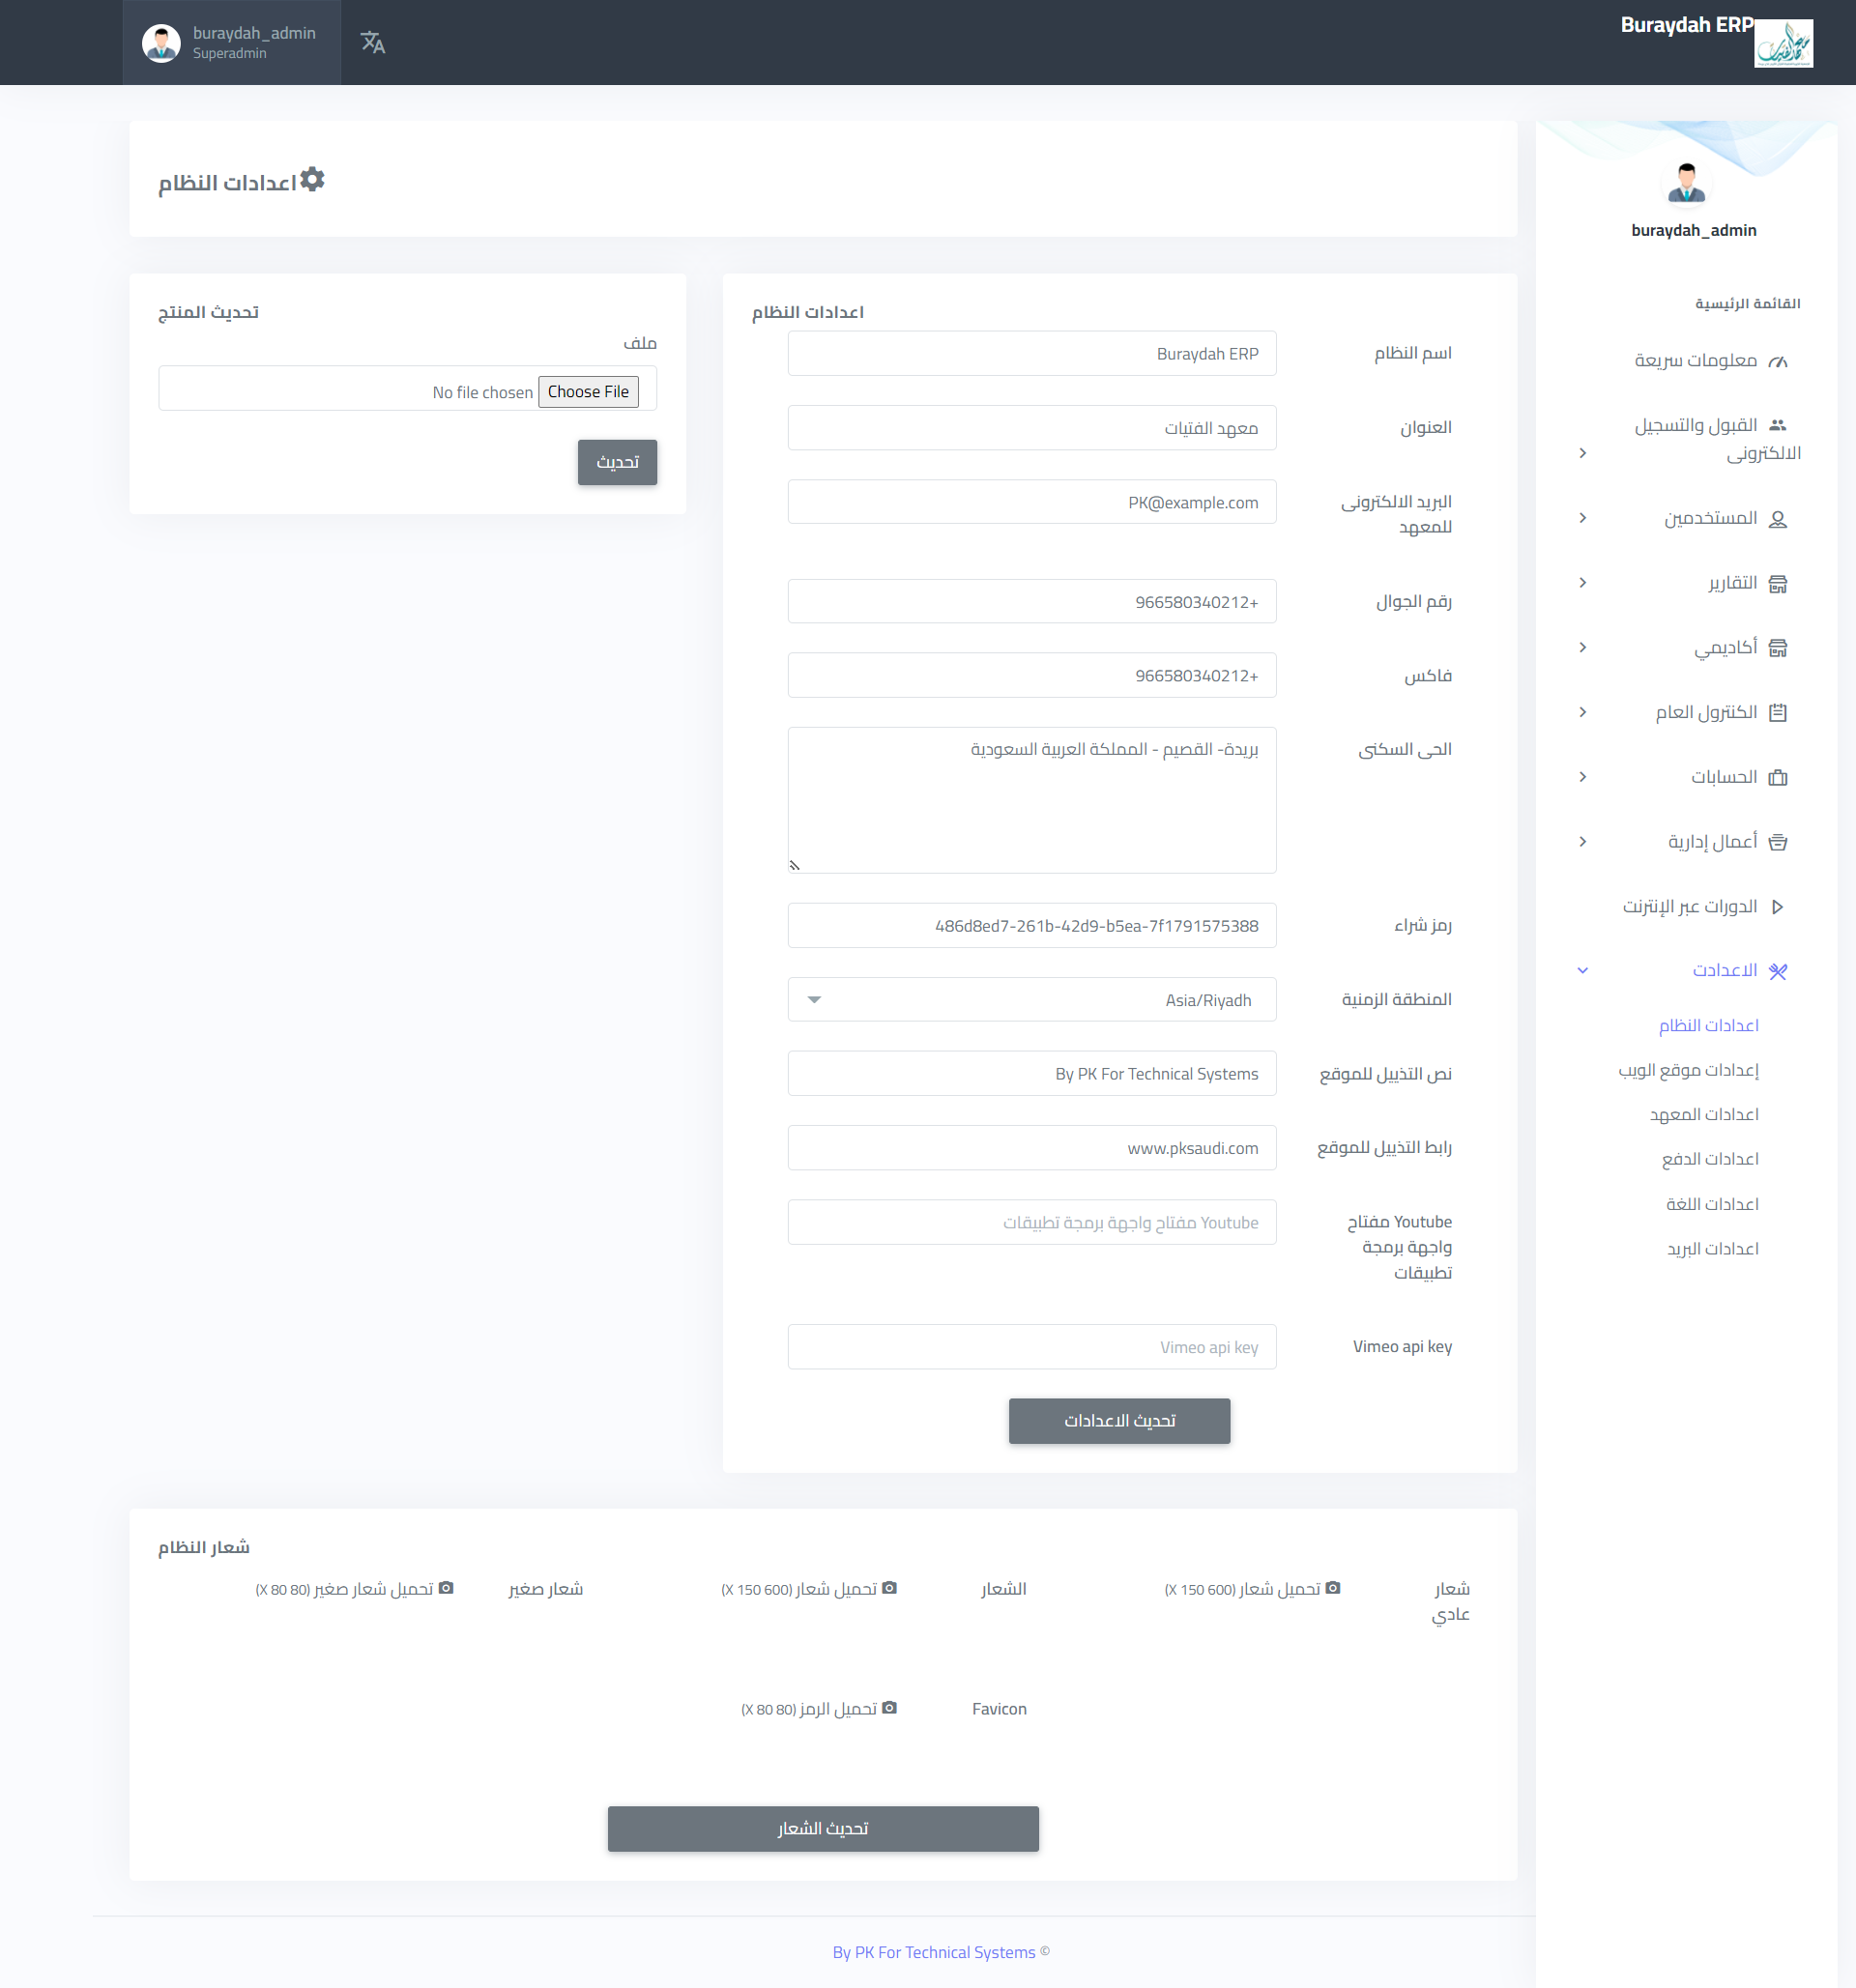 Buraydah ERP
buraydah_admin
Superadmin
buraydah_admin
القائمة الرئيسية
معلومات سريعة
القبول والتسجيل
الالكترونى
المستخدمين
التقارير
أكاديمي
الكنترول العام
الحسابات
أعمال إدارية
الدورات عبر الإنترنت
الاعدادت
اعدادات النظام
إعدادات موقع الويب
اعدادات المعهد
اعدادات الدفع
اعدادات اللغة
اعدادات البريد
اعدادات النظام
اعدادات النظام
اسم النظام
Buraydah ERP
العنوان
معهد الفتيات
البريد الالكترونى
للمعهد
PK@example.com
رقم الجوال
966580340212+
فاكس
966580340212+
الحى السكنى
بريدة- القصيم - المملكة العربية السعودية
رمز شراء
486d8ed7-261b-42d9-b5ea-7f1791575388
المنطقة الزمنية
Asia/Riyadh
نص التذييل للموقع
By PK For Technical Systems
رابط التذييل للموقع
www.pksaudi.com
Youtube مفتاح
واجهة برمجة
تطبيقات
Youtube مفتاح واجهة برمجة تطبيقات
Vimeo api key
Vimeo api key
تحديث الاعدادات
تحديث المنتج
ملف
Choose File No file chosen
تحديث
شعار النظام
شعار
عادي
تحميل شعار (600 X 150)
الشعار
تحميل شعار (600 X 150)
شعار صغير
تحميل شعار صغير (80 X 80)
Favicon
تحميل الرمز (80 X 80)
تحديث الشعار
© By PK For Technical Systems